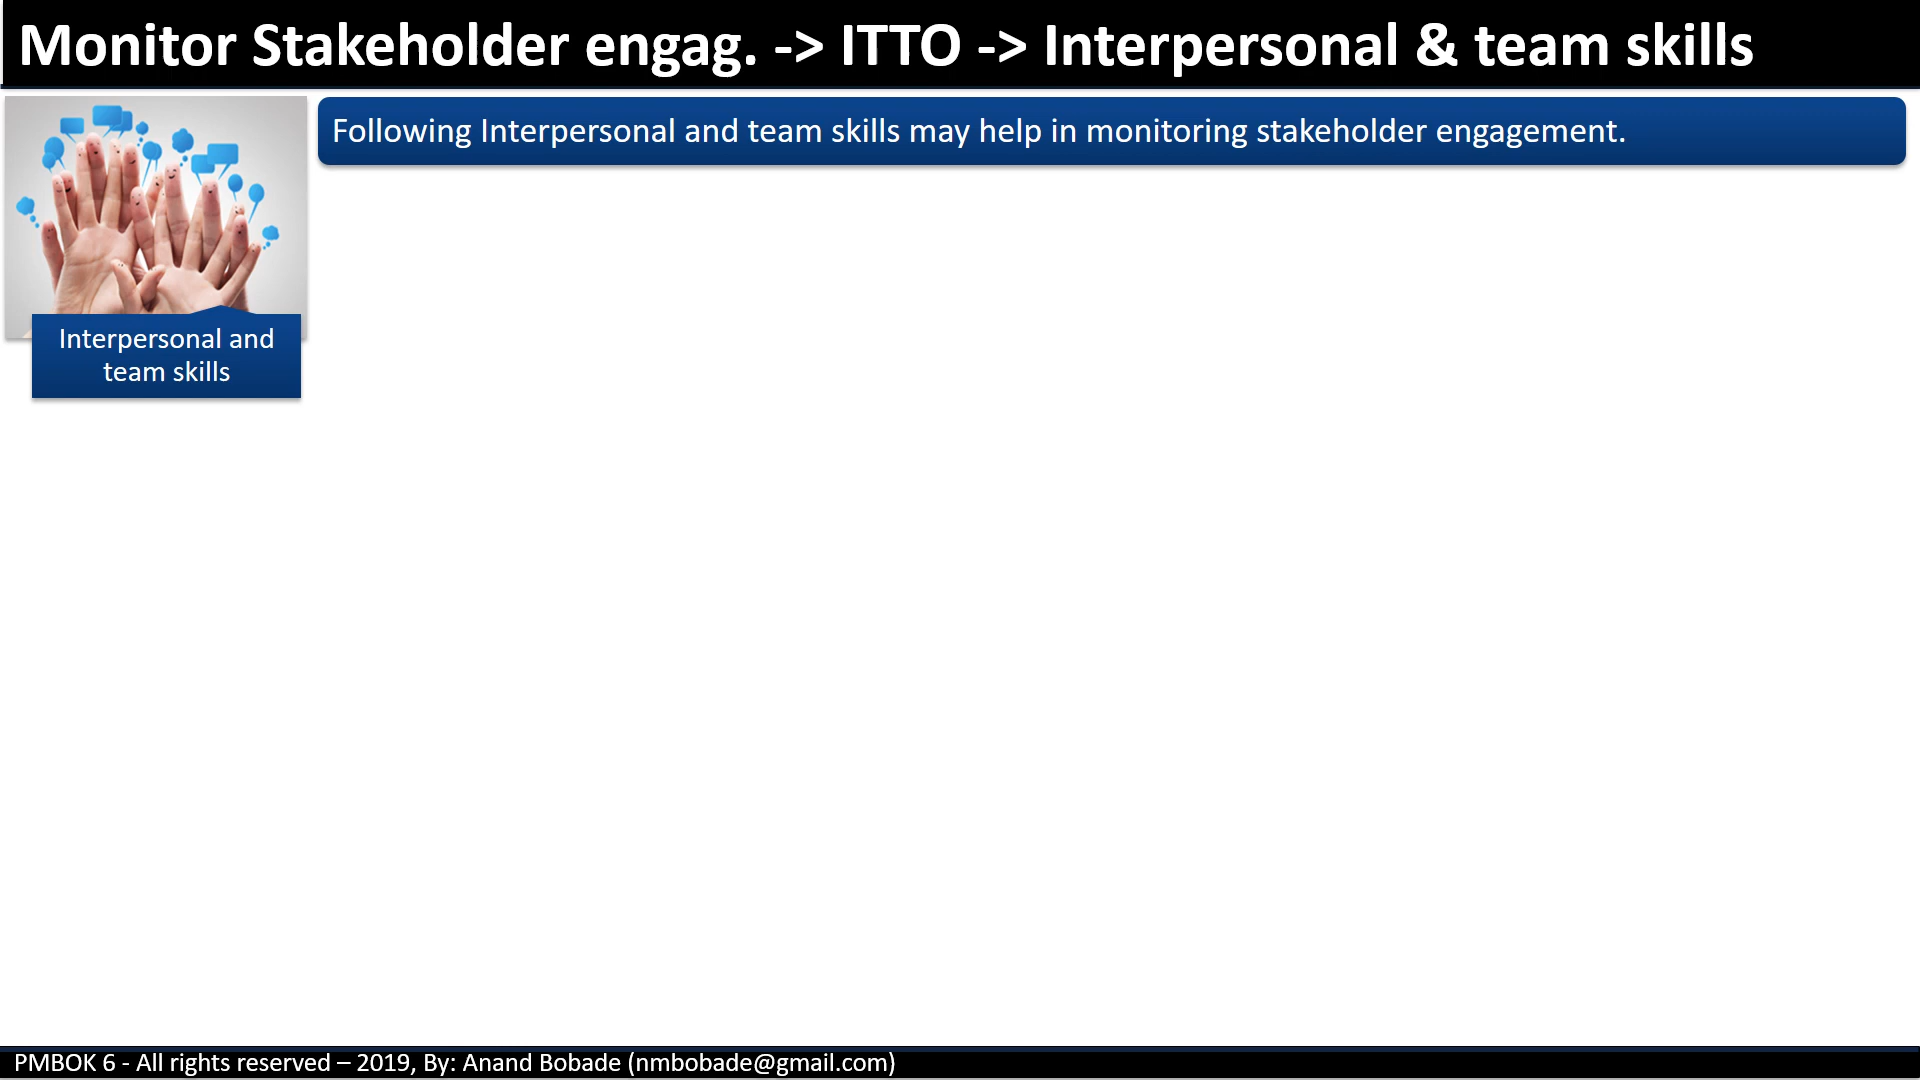 Monitor Stakeholder engag. -> ITTO -> Interpersonal & team skills
Following Interpersonal and team skills may help in monitoring stakeholder engagement.
Interpersonal and
team skills
PMBOK 6 - All rights reserved – 2019, By: Anand Bobade (nmbobade@gmail.com)